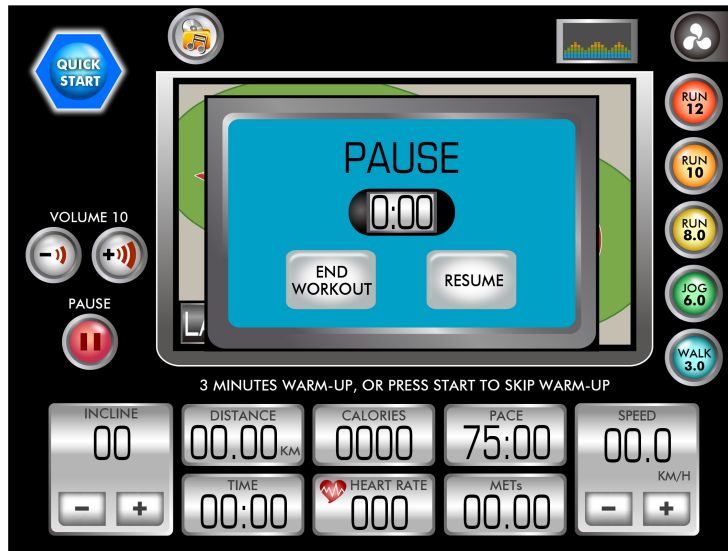 QUICK
START
RUN
12
RUN
10
RUN
8.0
JOG
6.0
WALK
3.0
VOLUME 10
PAUSE
PAUSE
0:00
END
WORKOUT
RESUME
LA
3 MINUTES WARM-UP, OR PRESS START TO SKIP WARM-UP
INCLINE
00
DISTANCE
00.00 KM
CALORIES
0000
PACE
75:00
SPEED
00.0
KM/H
TIME
00:00
HEART RATE
000
METs
00.00